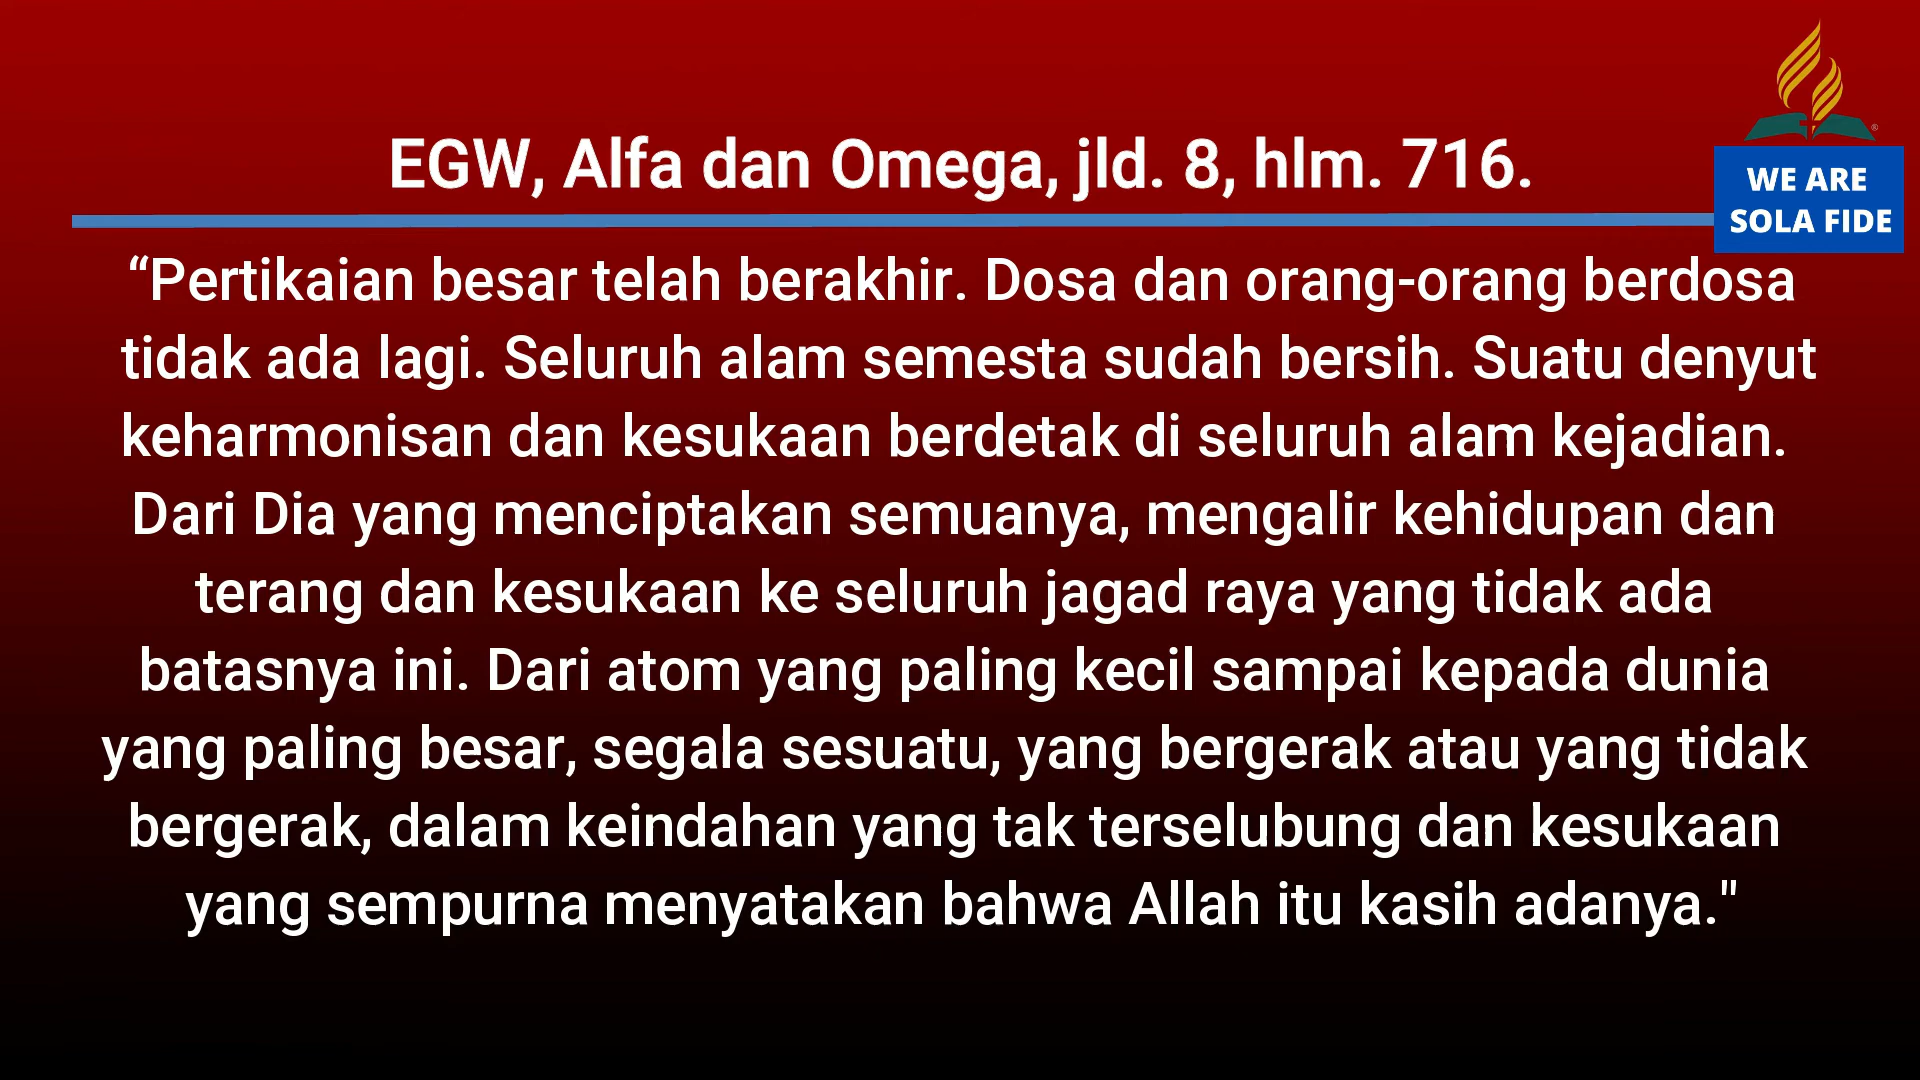 EGW, Alfa dan Omega, jld. 8, hlm. 716.
®
WE ARE
SOLA FIDE
“Pertikaian besar telah berakhir. Dosa dan orang-orang berdosa
tidak ada lagi. Seluruh alam semesta sudah bersih. Suatu denyut
keharmonisan dan kesukaan berdetak di seluruh alam kejadian.
Dari Dia yang menciptakan semuanya, mengalir kehidupan dan
terang dan kesukaan ke seluruh jagad raya yang tidak ada
batasnya ini. Dari atom yang paling kecil sampai kepada dunia
yang paling besar, segala sesuatu, yang bergerak atau yang tidak
bergerak, dalam keindahan yang tak terselubung dan kesukaan
yang sempurna menyatakan bahwa Allah itu kasih adanya."